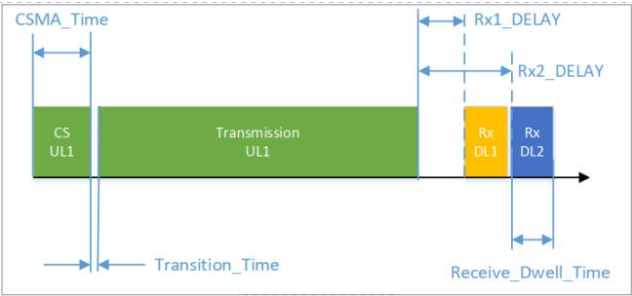 CSMA_Time
Rx1_DELAY
Rx2_DELAY
CS
UL1
Transmission
UL1
Rx
DL1
Rx
DL2
Transition_Time
Receive_Dwell_Time